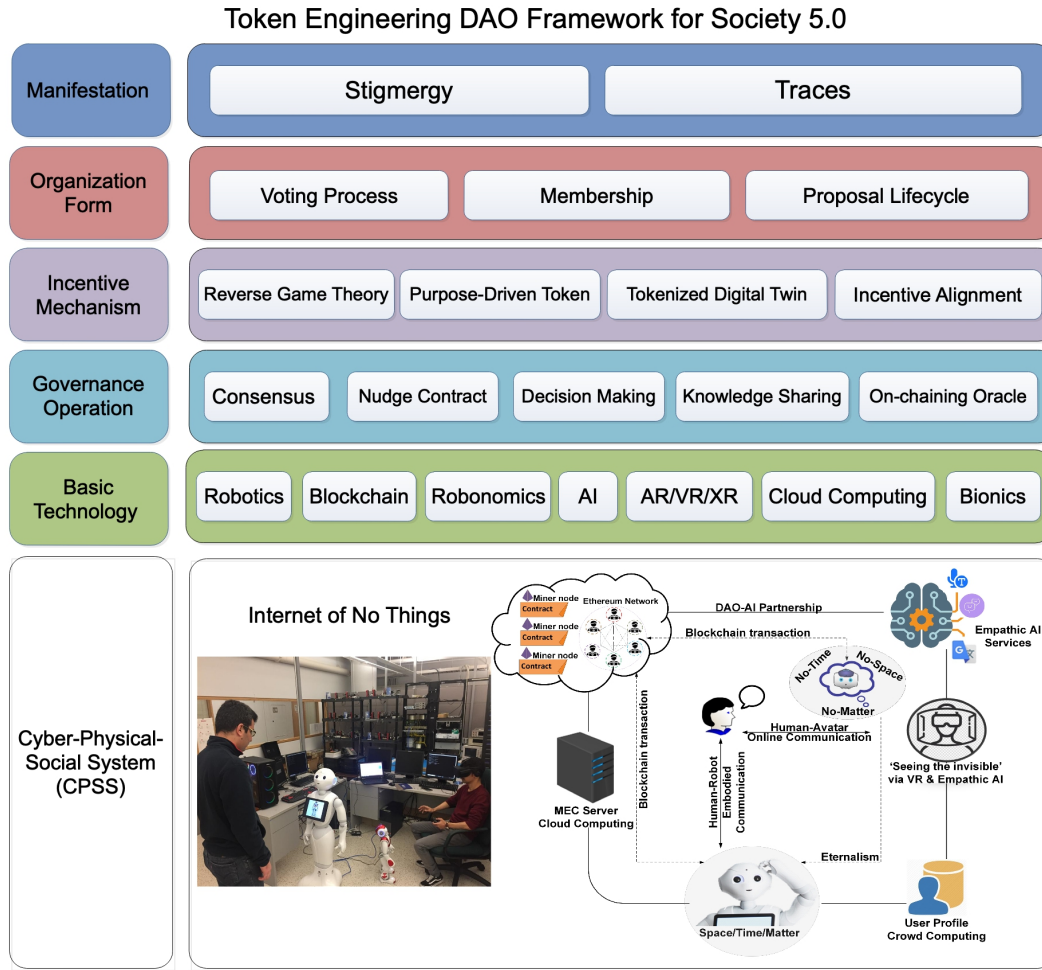 Token Engineering DAO Framework for Society 5.0
Manifestation
Stigmergy
Traces
Organization
Form
Voting Process
Membership
Proposal Lifecycle
Incentive
Mechanism
Reverse Game Theory
Purpose-Driven Token
Tokenized Digital Twin
Incentive Alignment
Governance
Operation
Consensus
Nudge Contract
Decision Making
Knowledge Sharing
On-chaining Oracle
Basic
Technology
Robotics
Blockchain
Robonomics
AI
AR/VR/XR
Cloud Computing
Bionics
Cyber-Physical-
Social System
(CPSS)
Internet of No Things
Miner node
Contract
Miner node
Contract
Miner node
Contract
Ethereum Network
DAO-AI Partnership
Blockchain transaction
T
G
Empathic AI
Services
No-Time
No-Space
No-Matter
Human-Avatar
Online Communication
Blockchain transaction
Human-Robot
Embodied
Communication
MEC Server
Cloud Computing
'Seeing the invisible'
via VR & Empathic AI
Eternalism
Space/Time/Matter
User Profile
Crowd Computing